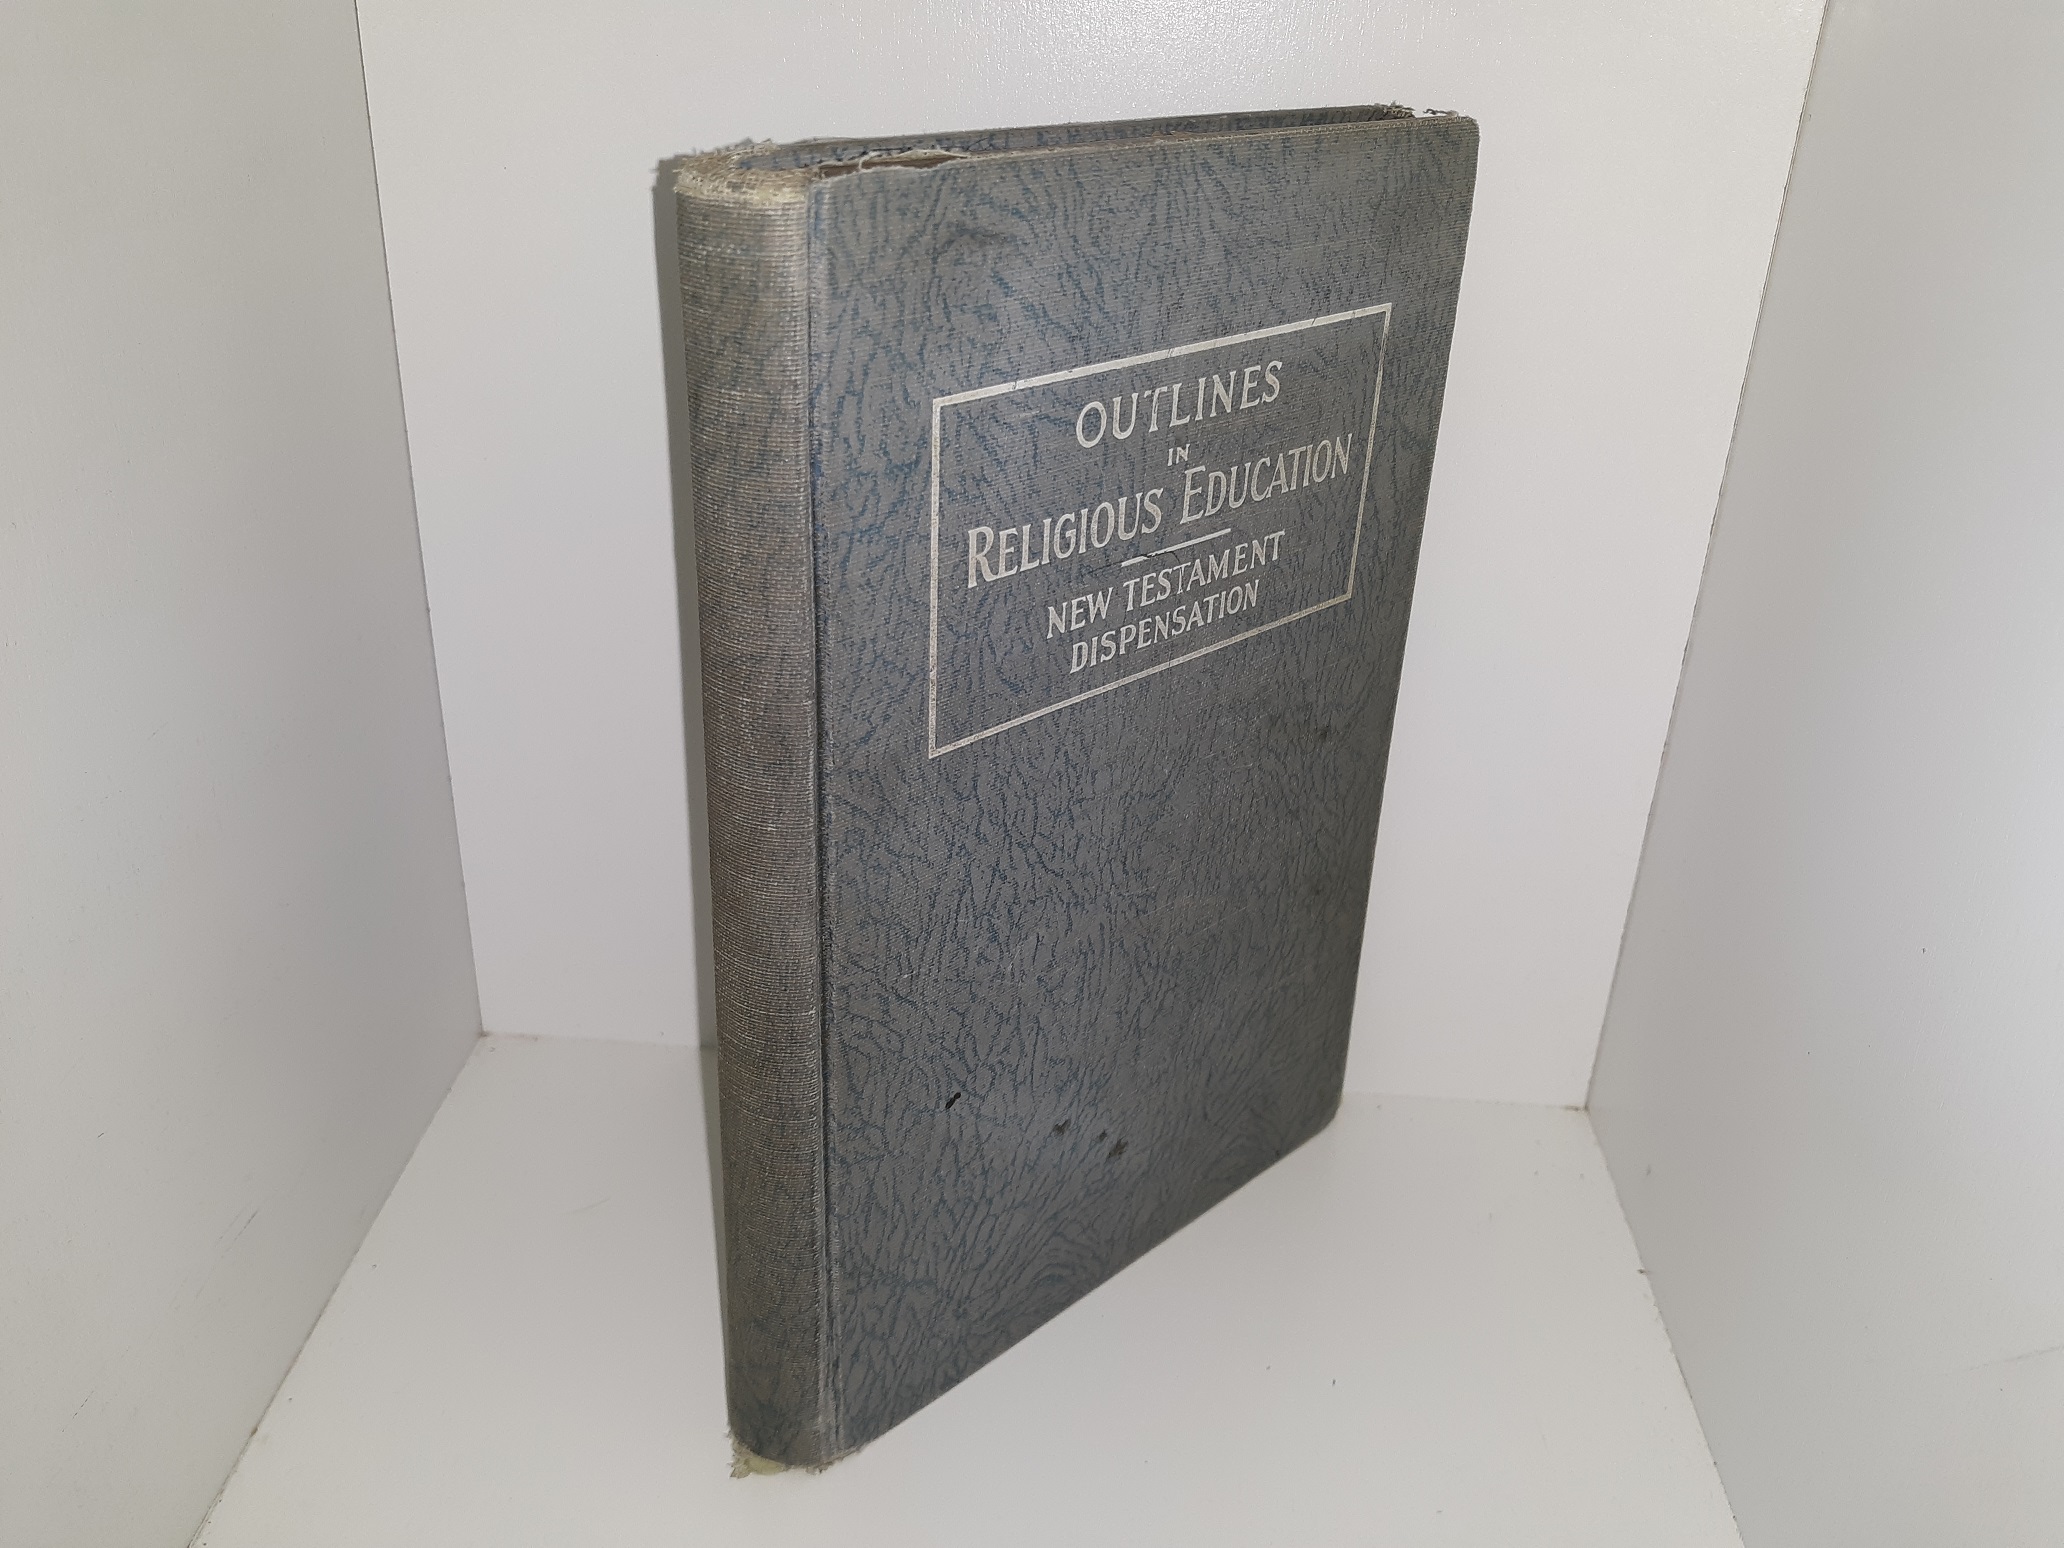 OUTLINES
IN
RELIGIOUS EDUCATION
NEW TESTAMENT
DISPENSATION